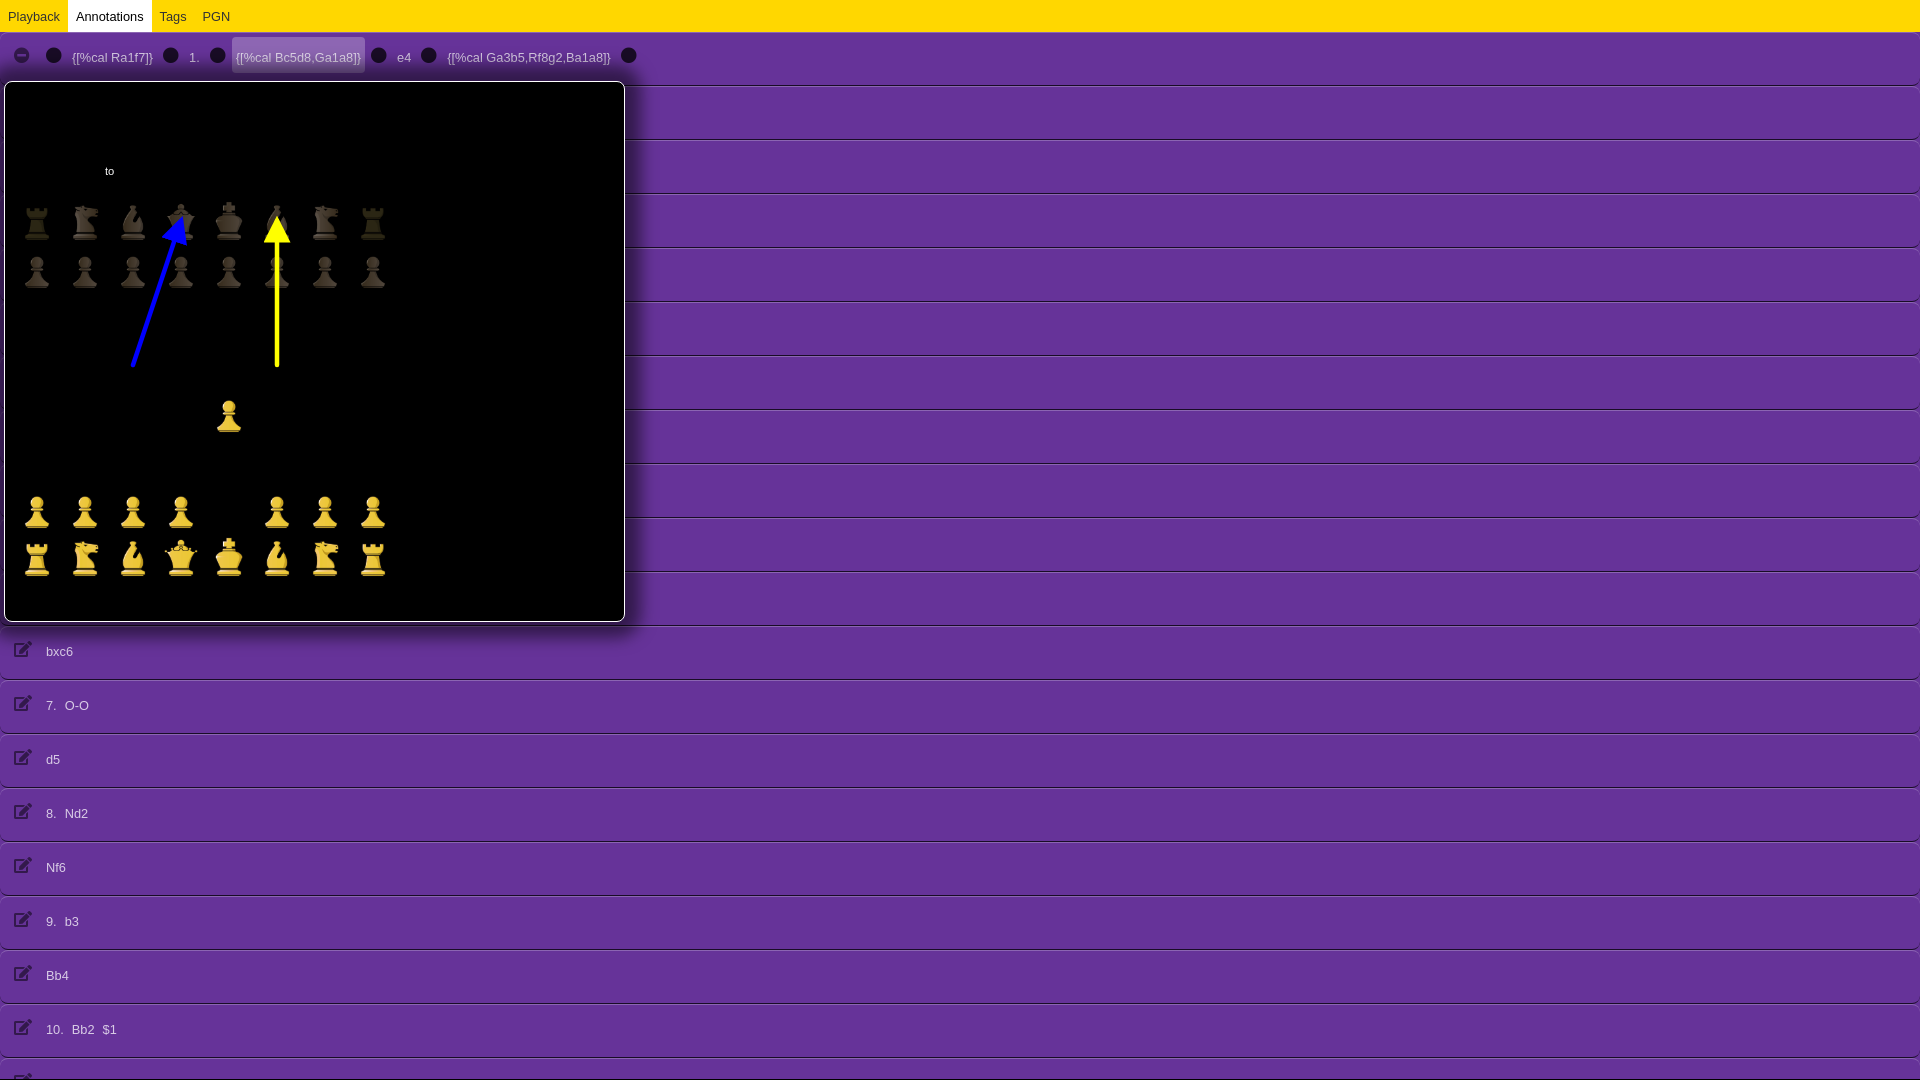 Playback Annotations Tags PGN
{[%cal Ra1f7]} 1. {[%cal Bc5d8,Ga1a8]} e4 {[%cal Ga3b5,Rf8g2,Ba1a8]}
to
bxc6
7. O-O
d5
8. Nd2
Nf6
9. b3
Bb4
10. Bb2 $1